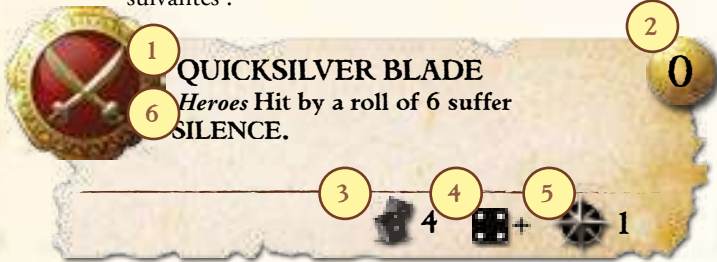 suivantes :
2
1
QUICKSILVER BLADE
0
6
Heroes Hit by a roll of 6 suffer
SILENCE.
3
4
4
+
5
1